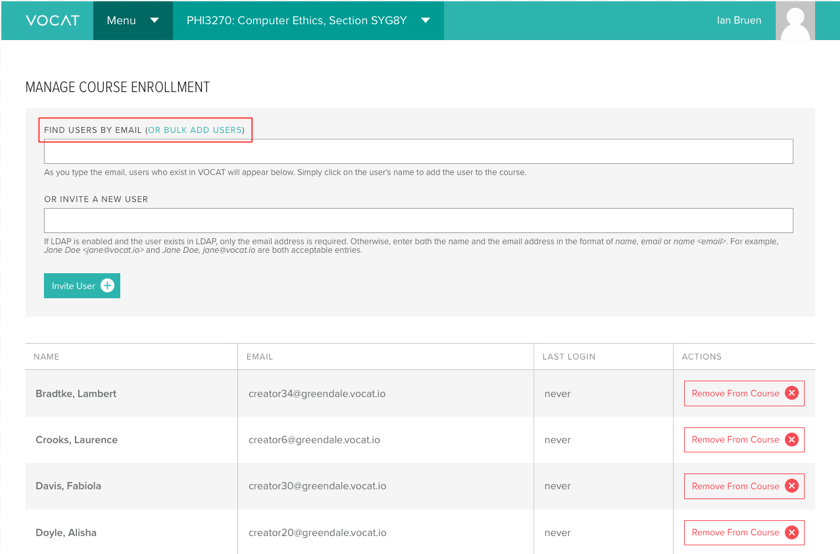 VOCAT Menu PHI3270: Computer Ethics, Section SYG8Y Ian Bruen
MANAGE COURSE ENROLLMENT
FIND USERS BY EMAIL (OR BULK ADD USERS)
As you type the email, users who exist in VOCAT will appear below. Simply click on the user's name to add the user to the course.
OR INVITE A NEW USER
If LDAP is enabled and the user exists in LDAP, only the email address is required. Otherwise, enter both the name and the email address in the format of name, email or name <email>. For example,
Jane Doe <jane@vocat.io> and Jane Doe, jane@vocat.io are both acceptable entries.
Invite User
NAME EMAIL LAST LOGIN ACTIONS
Bradtke, Lambert creator34@greendale.vocat.io never Remove From Course
Crooks, Laurence creator6@greendale.vocat.io never Remove From Course
Davis, Fabiola creator30@greendale.vocat.io never Remove From Course
Doyle, Alisha creator20@greendale.vocat.io never Remove From Course